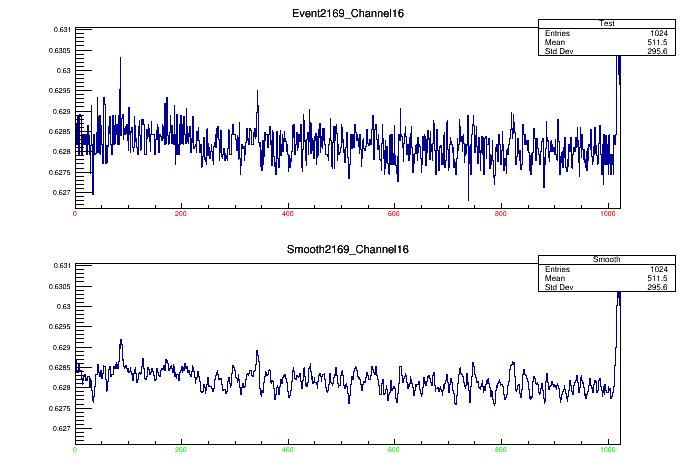 Event2169_Channel16
Test
Entries 1024
Mean 511.5
Std Dev 295.6
0.631
0.6305
0.63
0.6295
0.629
0.6285
0.628
0.6275
0.627
0 200 400 600 800 1000
Smooth2169_Channel16
Smooth
Entries 1024
Mean 511.5
Std Dev 295.6
0.631
0.6305
0.63
0.6295
0.629
0.6285
0.628
0.6275
0.627
0 200 400 600 800 1000